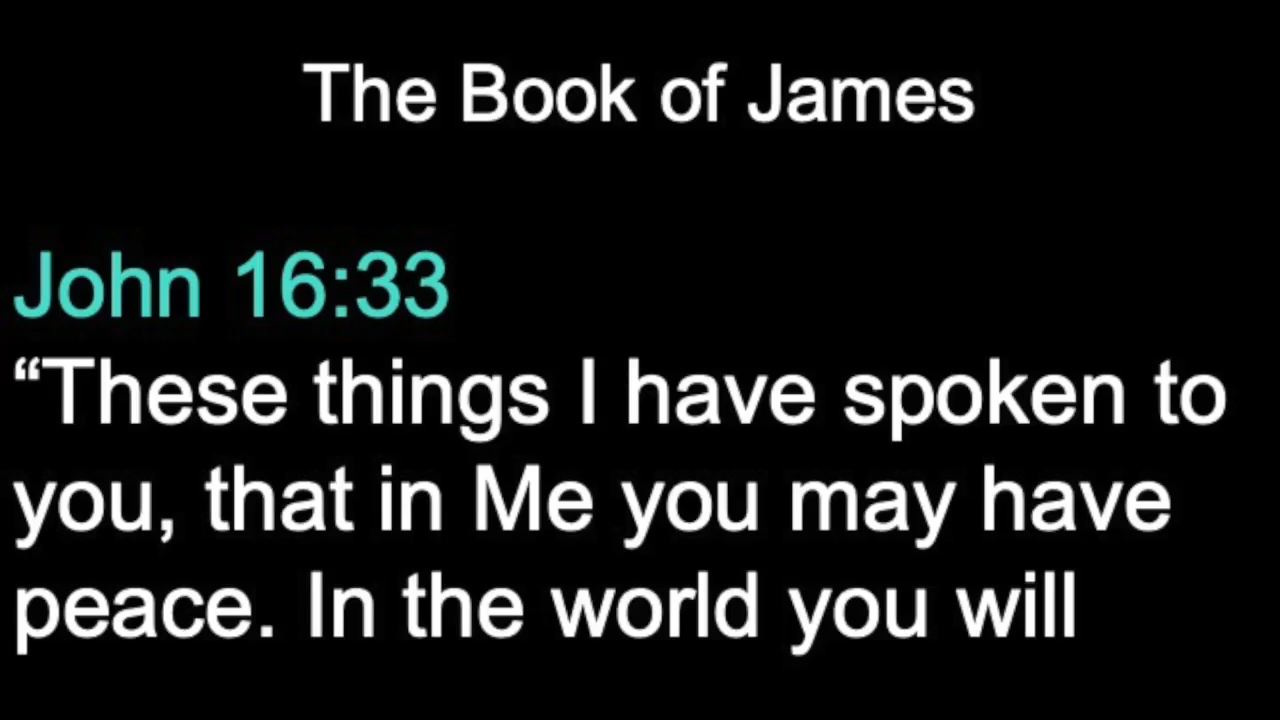 The Book of James
John 16:33
“These things I have spoken to
you, that in Me you may have
peace. In the world you will